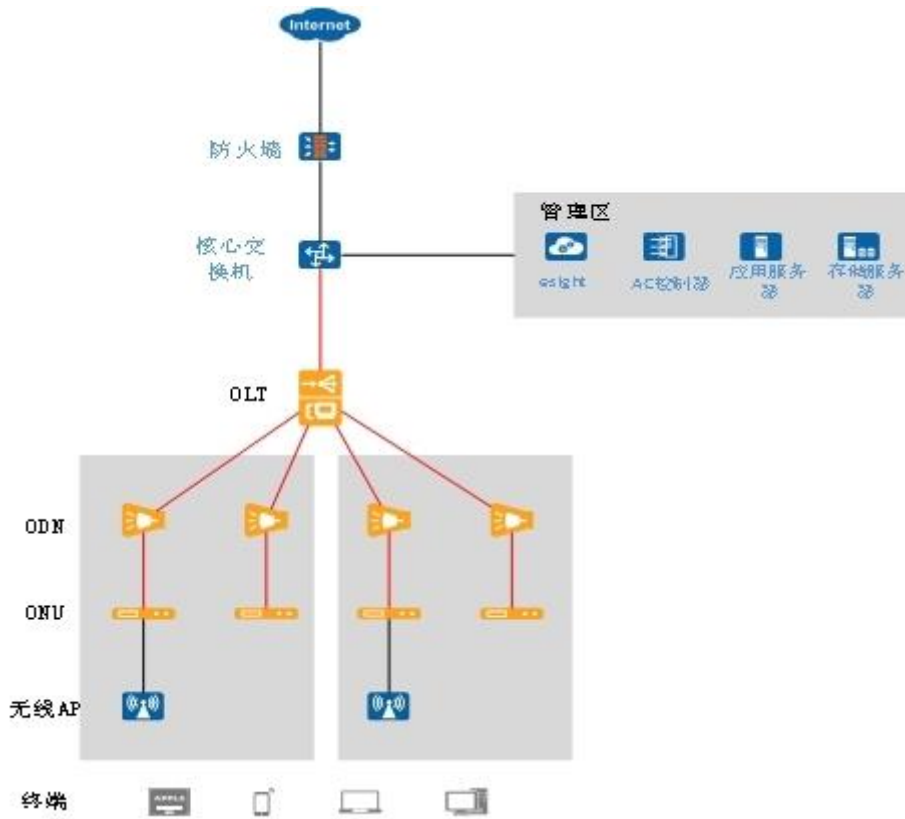 Internet
防火墙
管理区
核心交
换机
esight
AC控制器
应用服务
器
存储服务
器
OLT
ODN
ONU
无线AP
终端
APPLE